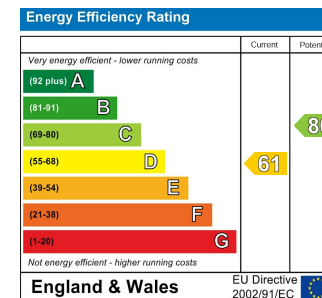 Energy Efficiency Rating
Current
Very energy efficient - lower running costs
(92 plus) A
(81-91) B
(69-80) C
(55-68) D
61
(39-54) E
(21-38) F
(1-20) G
Not energy efficient - higher running costs
England & Wales
EU Directive
2002/91/EC